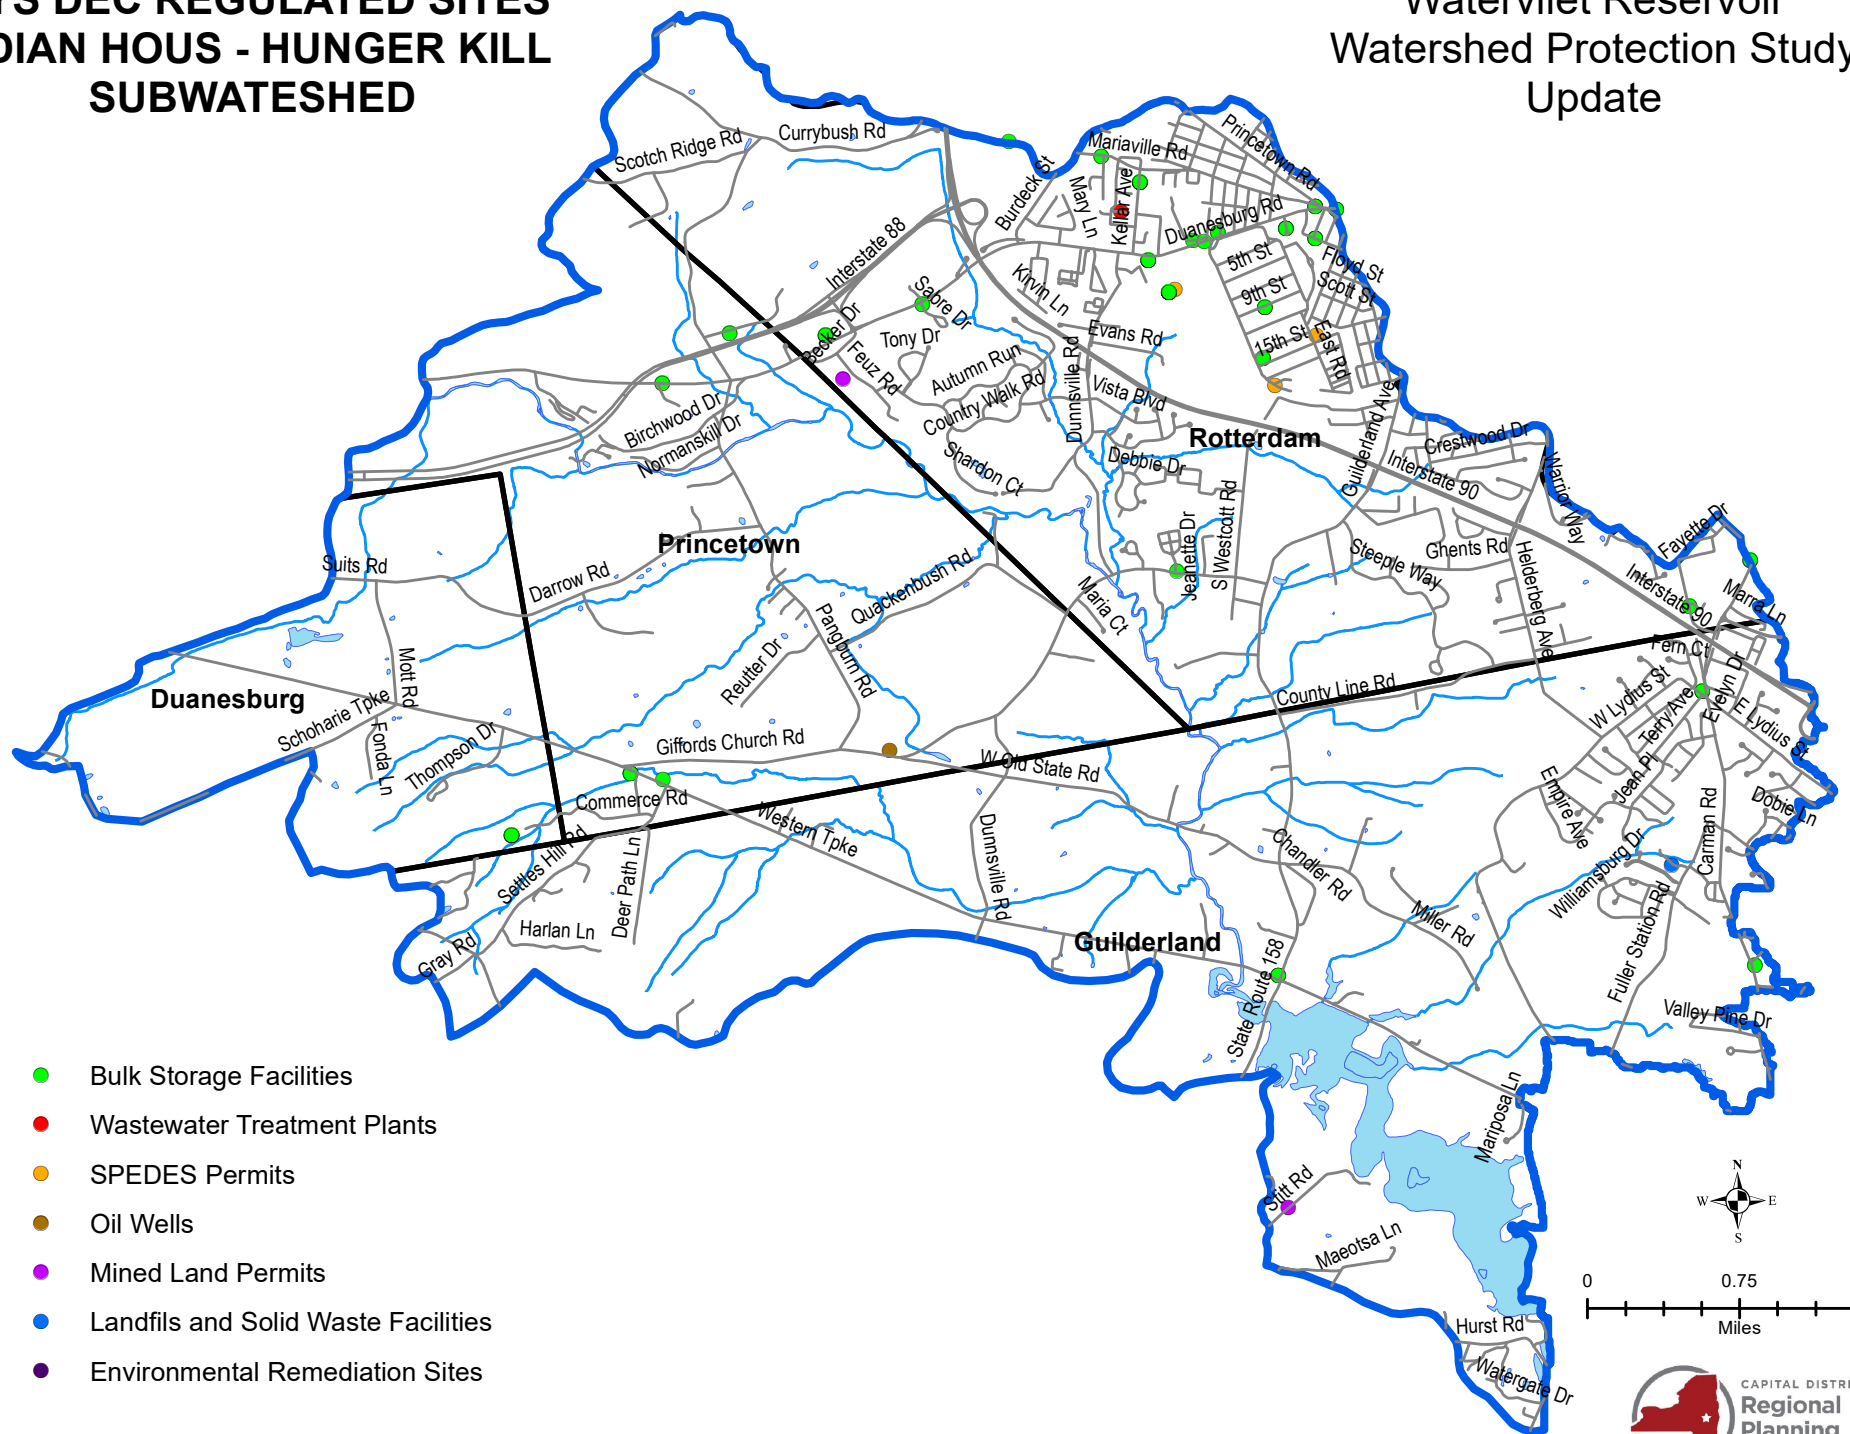 YS DEC REGULATED SITES
DIAN HOUS - HUNGER KILL
SUBWATESHED
Watervliet Reservoir
Watershed Protection Study
Update
Scotch Ridge Rd
Currybush Rd
Burdeck St
Mariaville Rd
Princetown Rd
Mary Ln
Kellar Ave
Duanesburg Rd
Interstate 88
5th St
Floyd St
Scott St
9th St
Kirvin Ln
Sabre Dr
Becker Dr
Tony Dr
Evans Rd
15th St
East Rd
Feuz Rd
Autumn Run
Country Walk Rd
Dunnsville Rd
Vista Blvd
Birchwood Dr
Normanskill Dr
Rotterdam
Guilderland Ave
Crestwood Dr
Shardon Ct
Debbie Dr
Interstate 90
Warrior Way
S Westcott Rd
Jeanette Dr
Fayette Dr
Princetown
Suits Rd
Darrow Rd
Quackenbush Rd
Steeple Way
Ghents Rd
Helderberg Ave
Interstate 90
Marra Ln
Maria Ct
Pangburn Rd
Reutter Dr
Mott Rd
Fern Ct
Duanesburg
Schoharie Tpke
County Line Rd
W Lydius St
Terry Ave
Evelyn Dr
E Lydius St
Fonda Ln
Thompson Dr
Giffords Church Rd
W Old State Rd
Jean Pl
Empire Ave
Commerce Rd
Western Tpke
Dobie Ln
Carman Rd
Settles Hill Rd
Deer Path Ln
Dunnsville Rd
Chandler Rd
Williamsburg Dr
Harlan Ln
Gray Rd
Guilderland
Miller Rd
Fuller Station Rd
State Route 158
Valley Pine Dr
Mariposa Ln
Stitt Rd
Maeotsa Ln
Hurst Rd
Watergate Dr
Bulk Storage Facilities
Wastewater Treatment Plants
SPEDES Permits
Oil Wells
Mined Land Permits
Landfils and Solid Waste Facilities
Environmental Remediation Sites
N
W E
S
0 0.75
Miles
CAPITAL DISTRI
Regional
Planning